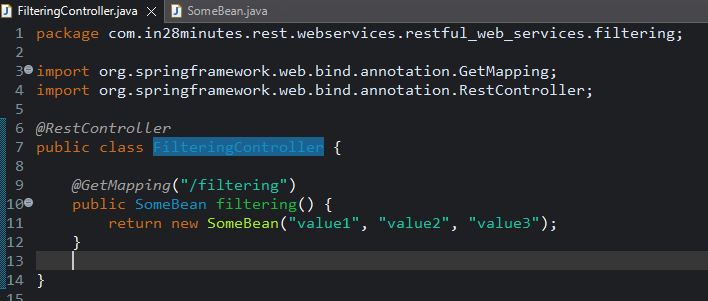 FilteringController.java SomeBean.java
1 package com.in28minutes.rest.webservices.restful_web_services.filtering;
2
3 import org.springframework.web.bind.annotation.GetMapping;
4 import org.springframework.web.bind.annotation.RestController;
5
6 @RestController
7 public class FilteringController {
8
9 @GetMapping("/filtering")
10 public SomeBean filtering() {
11 return new SomeBean("value1", "value2", "value3");
12 }
13
14 }
15